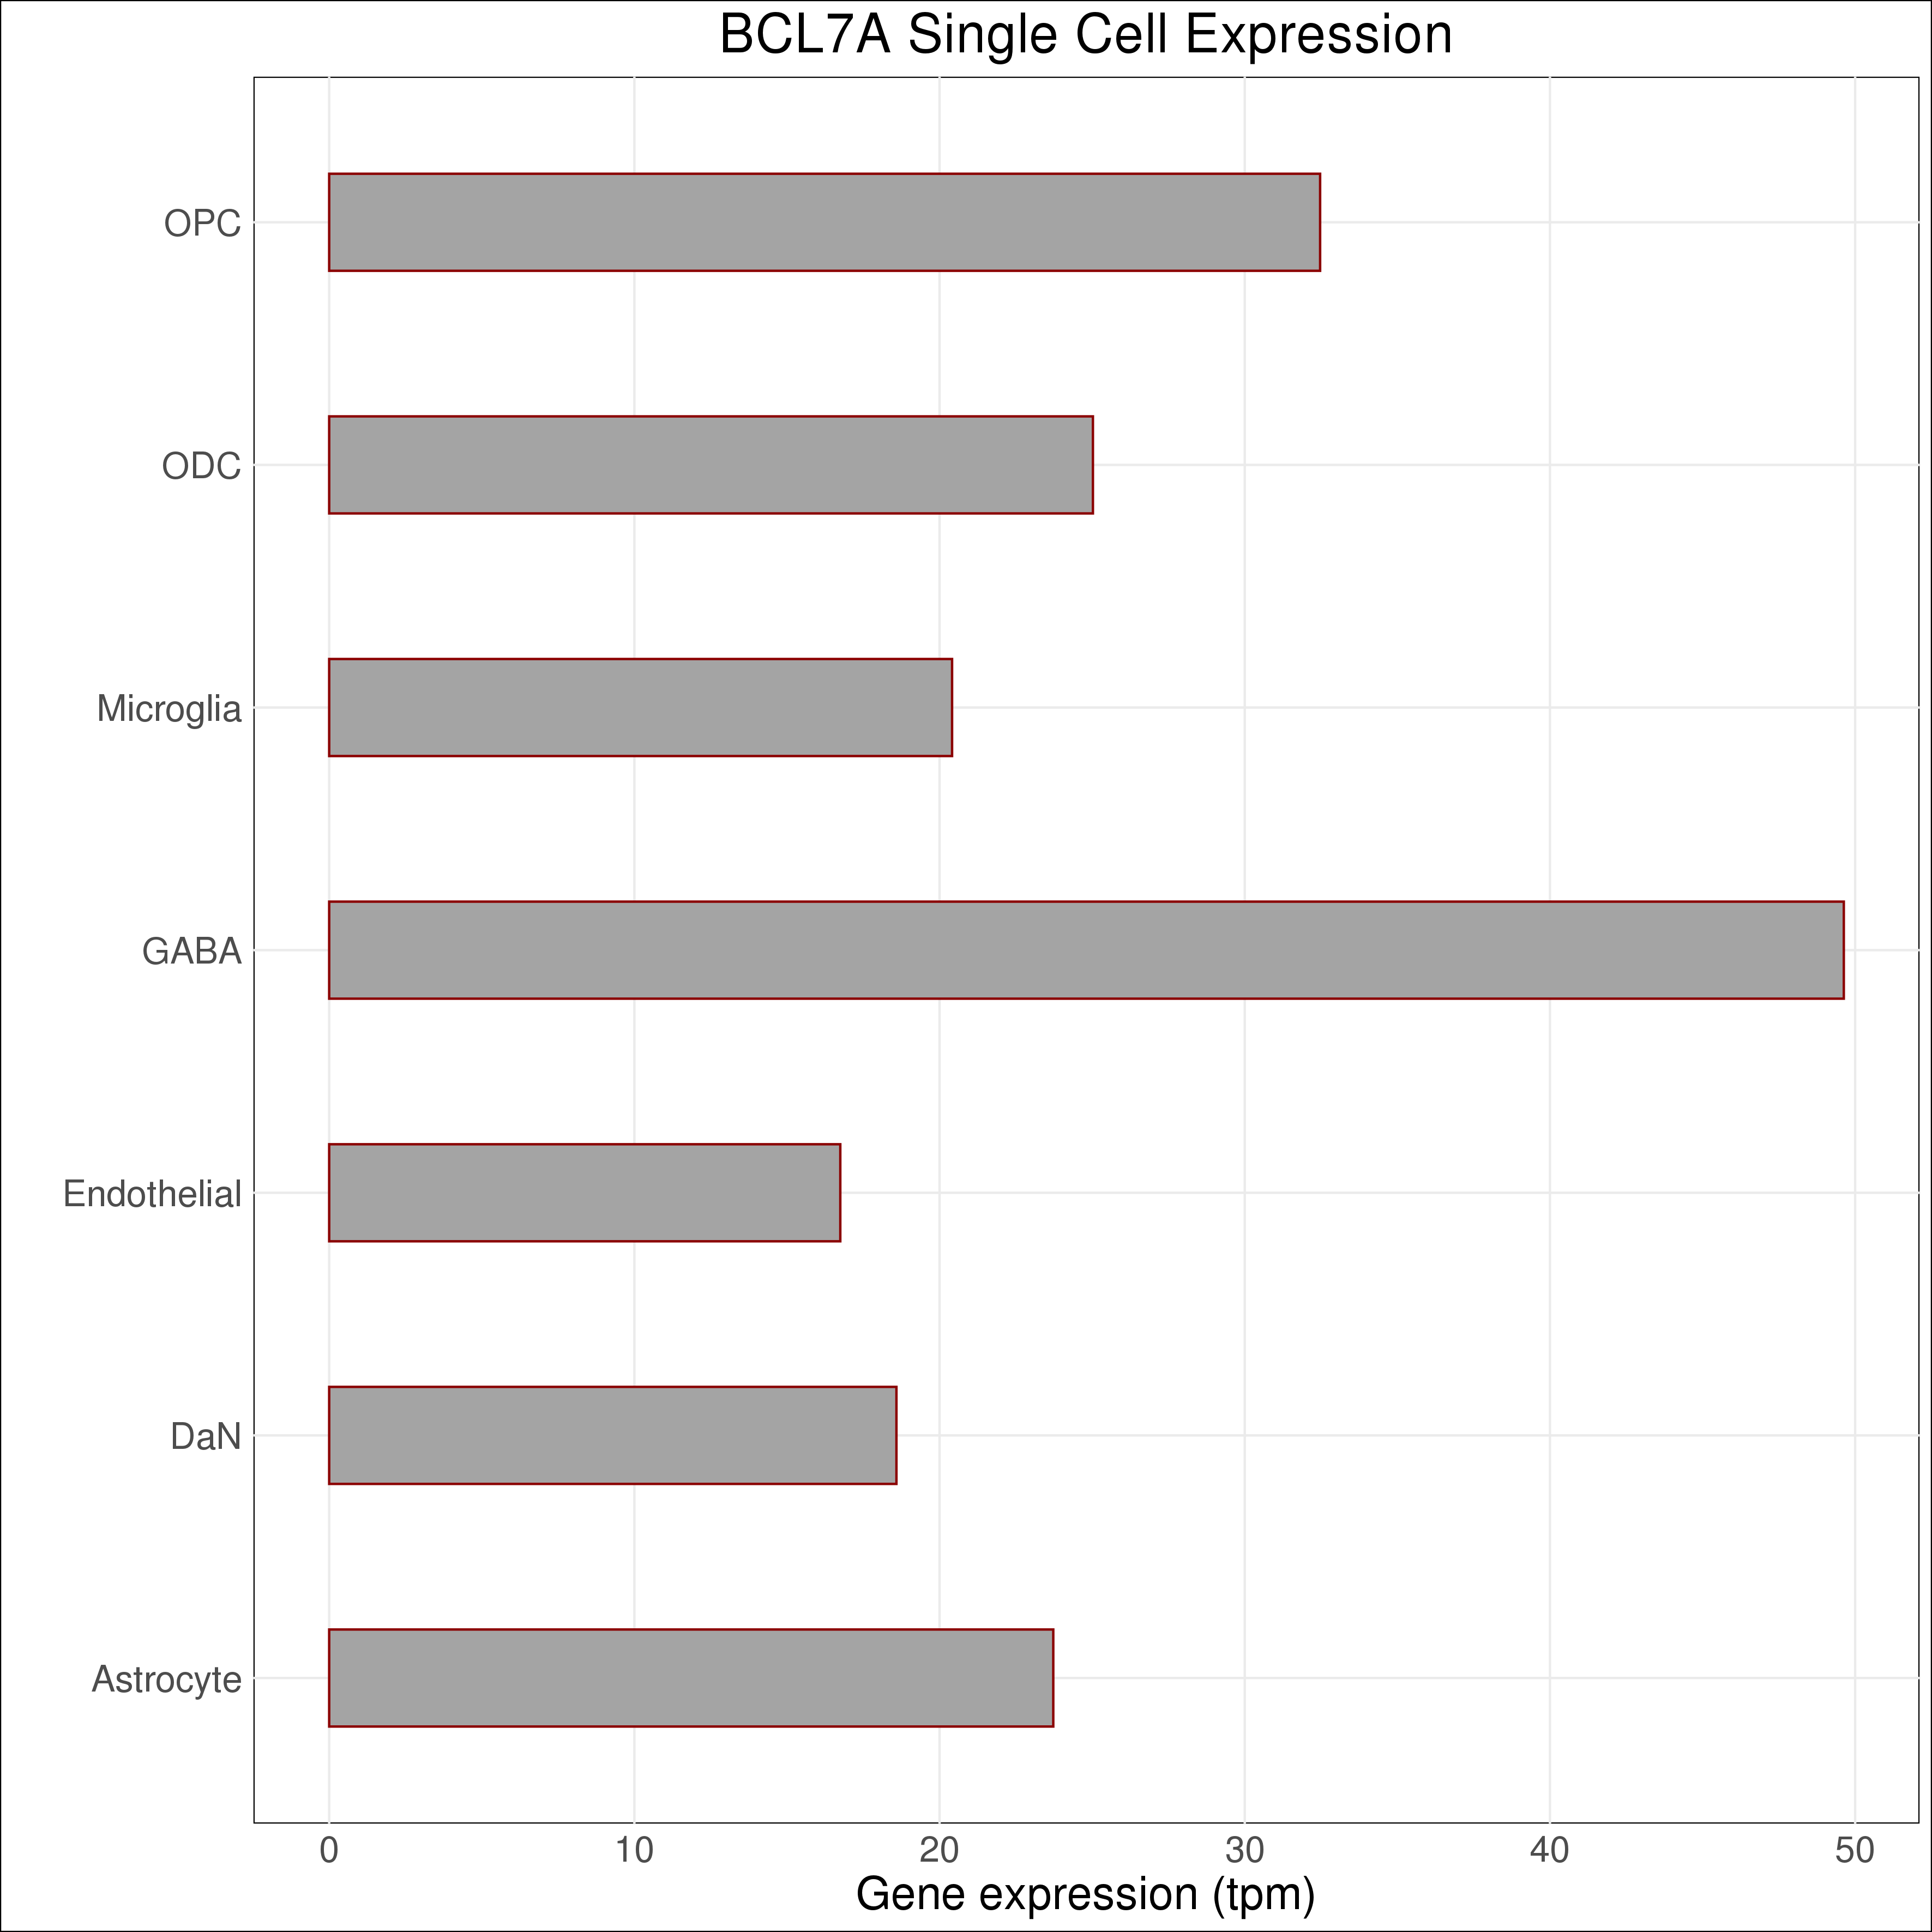 BCL7A Single Cell Expression
OPC
ODC
Microglia
GABA
Endothelial
DaN
Astrocyte
0 10 20 30 40 50
Gene expression (tpm)